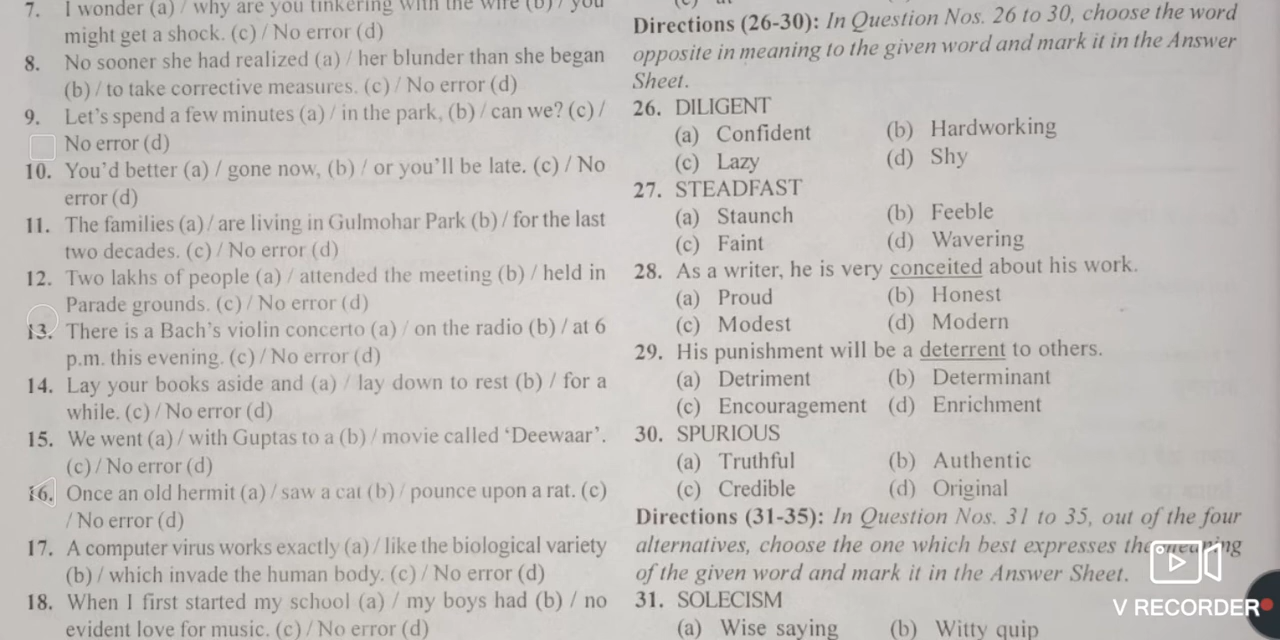 7. I wonder (a) / why are you tinkering with the wire (b) / you
might get a shock. (c) / No error (d)
8. No sooner she had realized (a) / her blunder than she began
(b) / to take corrective measures. (c) / No error (d)
9. Let's spend a few minutes (a) / in the park, (b) / can we? (c) /
No error (d)
10. You'd better (a) / gone now, (b) / or you'll be late. (c) / No
error (d)
11. The families (a) / are living in Gulmohar Park (b) / for the last
two decades. (c) / No error (d)
12. Two lakhs of people (a) / attended the meeting (b) / held in
Parade grounds. (c) / No error (d)
13. There is a Bach's violin concerto (a) / on the radio (b) / at 6
p.m. this evening. (c) / No error (d)
14. Lay your books aside and (a) / lay down to rest (b) / for a
while. (c) / No error (d)
15. We went (a) / with Guptas to a (b) / movie called 'Deewaar'.
(c) / No error (d)
16. Once an old hermit (a) / saw a cat (b) / pounce upon a rat. (c)
/ No error (d)
17. A computer virus works exactly (a) / like the biological variety
(b) / which invade the human body. (c) / No error (d)
18. When I first started my school (a) / my boys had (b) / no
evident love for music. (c) / No error (d)
Directions (26-30): In Question Nos. 26 to 30, choose the word
opposite in meaning to the given word and mark it in the Answer
Sheet.
26. DILIGENT
(a) Confident (b) Hardworking
(c) Lazy (d) Shy
27. STEADFAST
(a) Staunch (b) Feeble
(c) Faint (d) Wavering
28. As a writer, he is very conceited about his work.
(a) Proud (b) Honest
(c) Modest (d) Modern
29. His punishment will be a deterrent to others.
(a) Detriment (b) Determinant
(c) Encouragement (d) Enrichment
30. SPURIOUS
(a) Truthful (b) Authentic
(c) Credible (d) Original
Directions (31-35): In Question Nos. 31 to 35, out of the four
alternatives, choose the one which best expresses the meaning
of the given word and mark it in the Answer Sheet.
31. SOLECISM
(a) Wise saying (b) Witty quip
V RECORDER